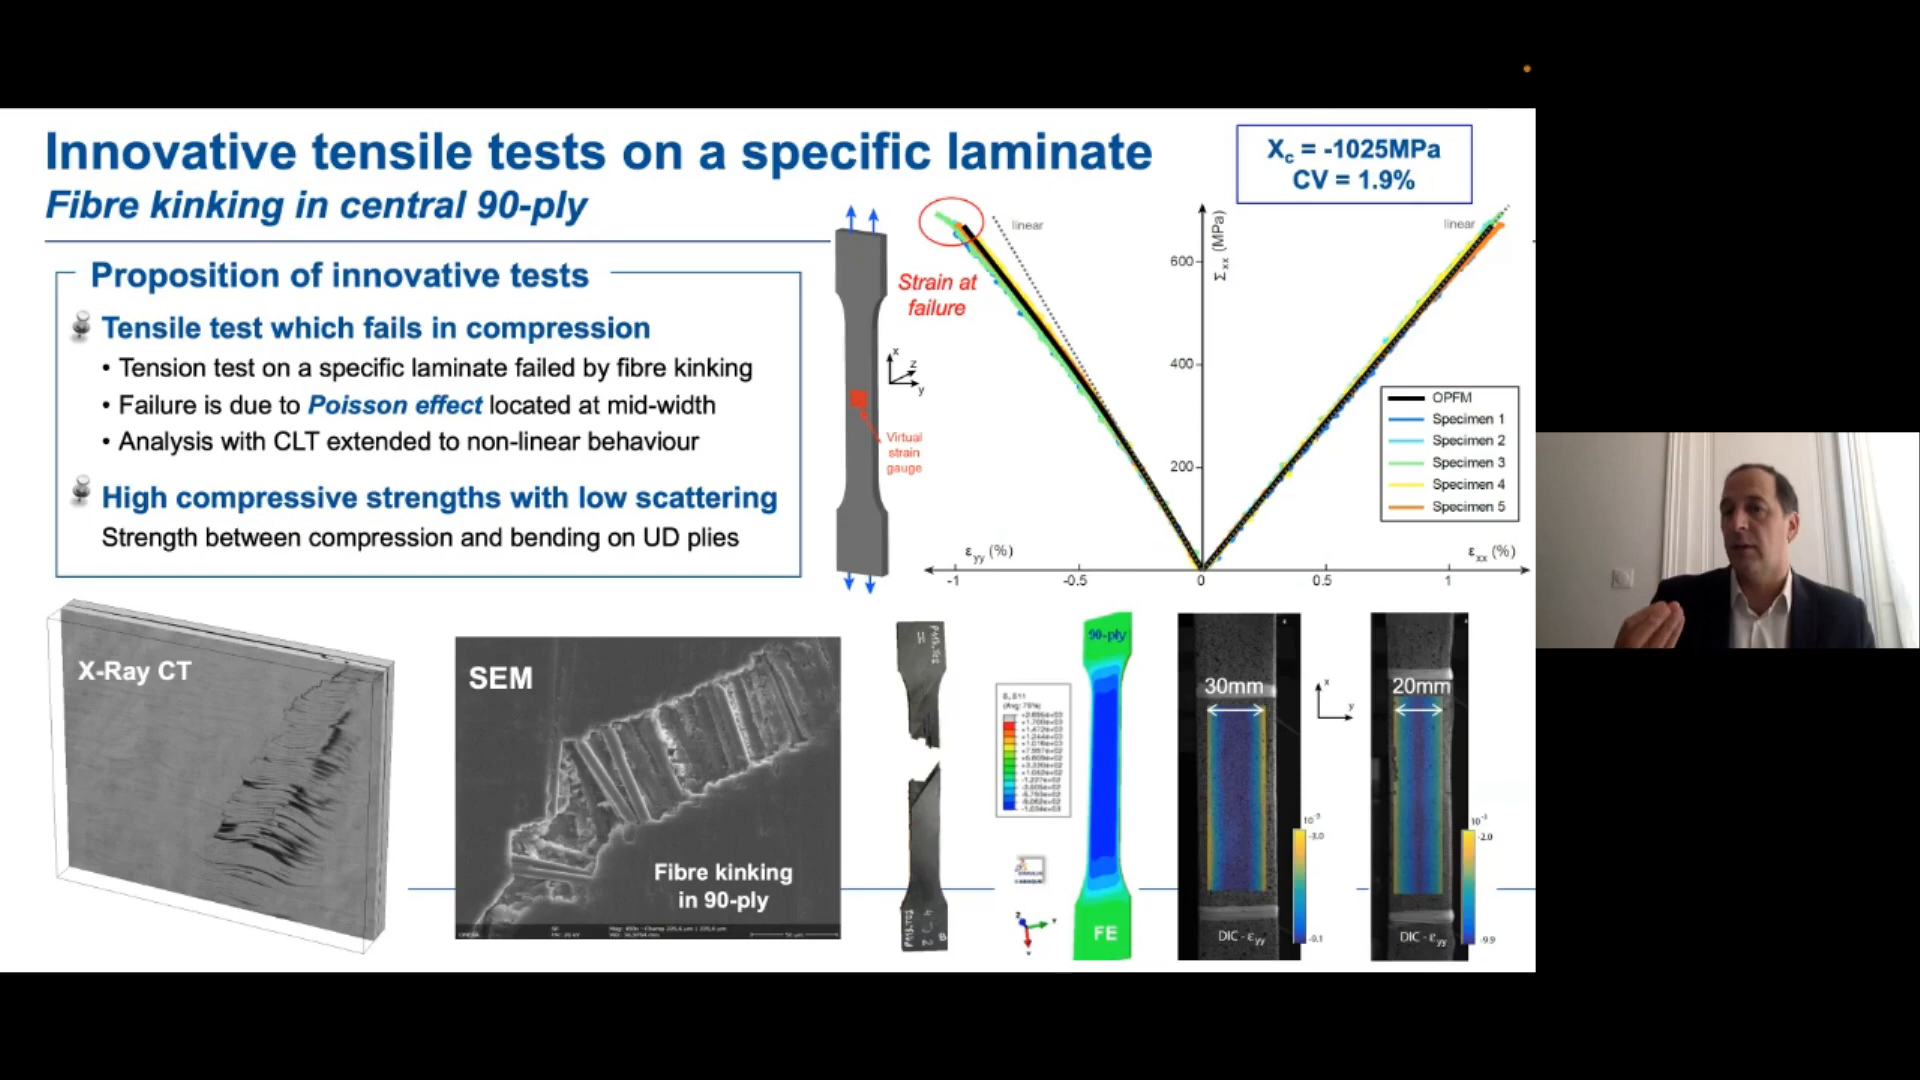 Innovative tensile tests on a specific laminate
Fibre kinking in central 90-ply
Xc = -1025MPa
CV = 1.9%
Proposition of innovative tests
Tensile test which fails in compression
• Tension test on a specific laminate failed by fibre kinking
• Failure is due to Poisson effect located at mid-width
• Analysis with CLT extended to non-linear behaviour
High compressive strengths with low scattering
Strength between compression and bending on UD plies
x
z
y
Virtual
strain
gauge
Strain at
failure
linear
linear
Σxx (MPa)
600
400
200
εyy (%)
εxx (%)
-1
-0.5
0
0.5
1
OPFM
Specimen 1
Specimen 2
Specimen 3
Specimen 4
Specimen 5
X-Ray CT
SEM
Fibre kinking
in 90-ply
90-ply
S, S11
(Avg: 75%)
FE
30mm
DIC - εyy
x
y
20mm
DIC - εyy